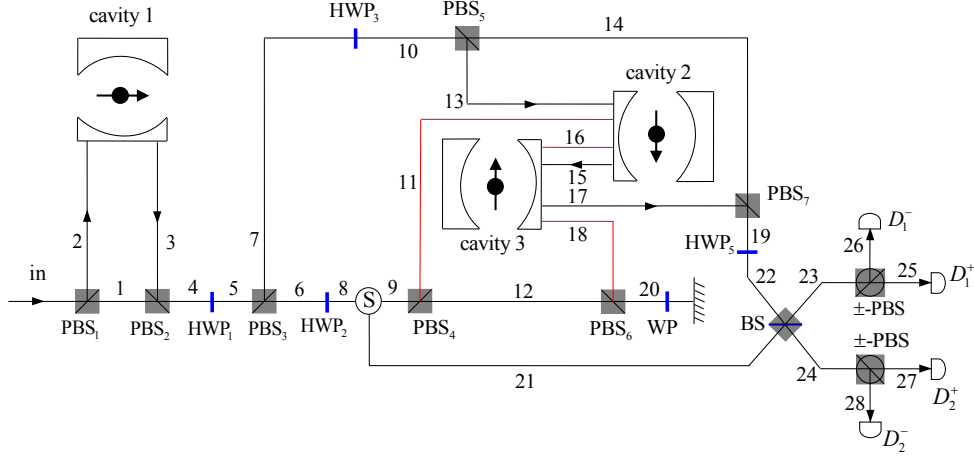 cavity 1
HWP₃
PBS₅
10
14
cavity 2
13
16
15
11
17
18
cavity 3
PBS₇
2
3
7
HWP₅
19
D₁⁻
26
22
23
25
D₁⁺
±-PBS
in
1
4
5
6
8
S
9
12
20
PBS₁
PBS₂
HWP₁
PBS₃
HWP₂
PBS₄
PBS₆
WP
BS
±-PBS
21
24
27
D₂⁺
28
D₂⁻